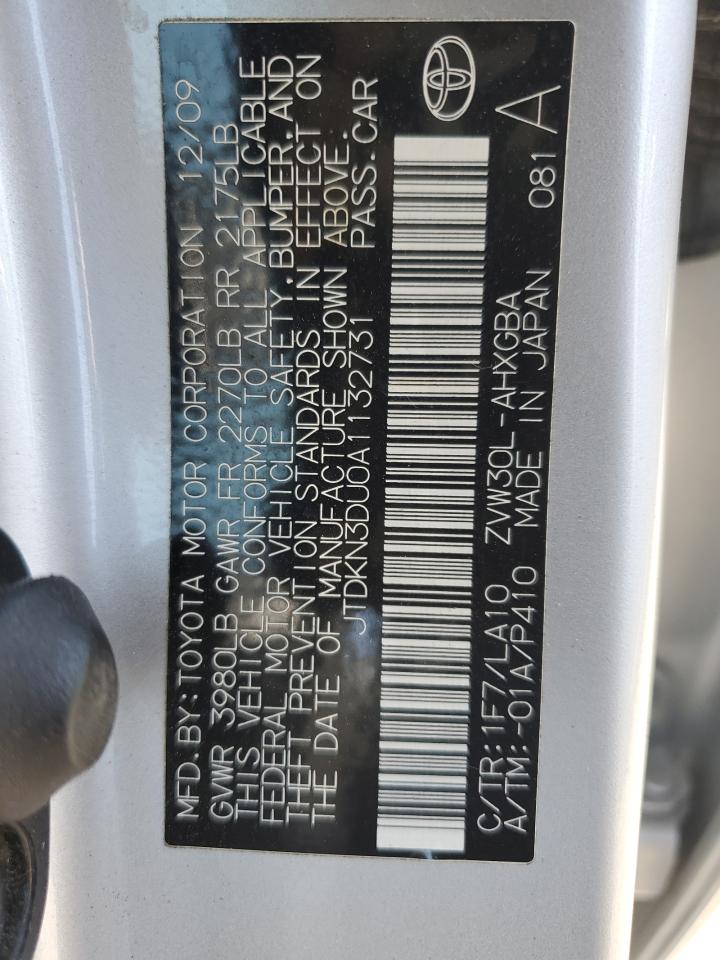 MFD.BY:TOYOTA MOTOR CORPORATION 12/09
GVWR 3980LB GAWR FR 2270LB RR 2175LB
THIS VEHICLE CONFORMS TO ALL APPLICABLE
FEDERAL MOTOR VEHICLE SAFETY,BUMPER,AND
THEFT PREVENTION STANDARDS IN EFFECT ON
THE DATE OF MANUFACTURE SHOWN ABOVE.
JTDKN3DU0A1132731 PASS.CAR
C/TR:1F7/LA10 ZVW30L-AHXGBA 081
A/TM:-01A/P410 MADE IN JAPAN A